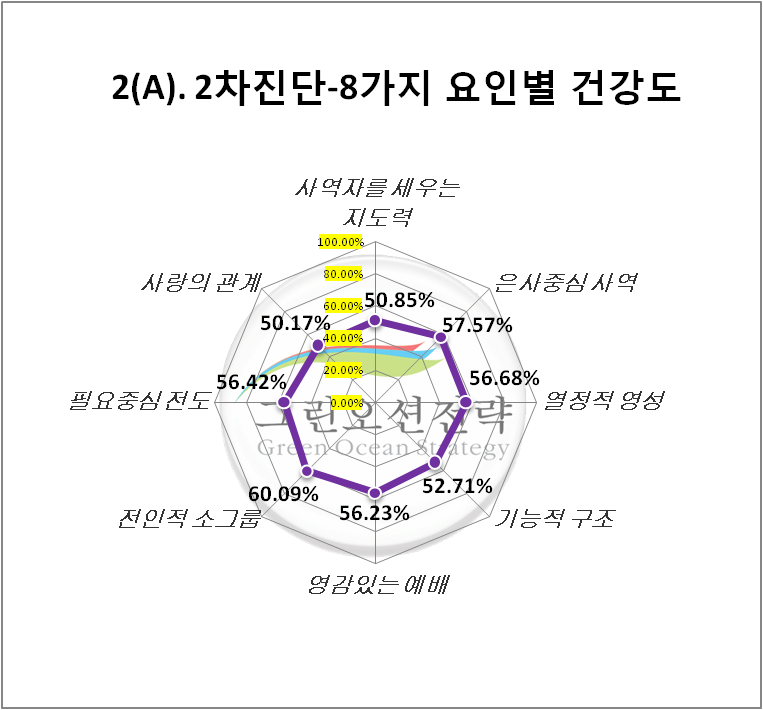 2(A). 2차진단-8가지 요인별 건강도
사역자를 세우는
지도력
100.00%
사랑의 관계
80.00%
은사중심 사역
50.85%
60.00%
50.17%
57.57%
40.00%
56.42%
20.00%
56.68%
필요중심 전도
0.00%
열정적 영성
그린오션전략
Green Ocean Strategy
60.09%
52.71%
56.23%
전인적 소그룹
기능적 구조
영감있는 예배